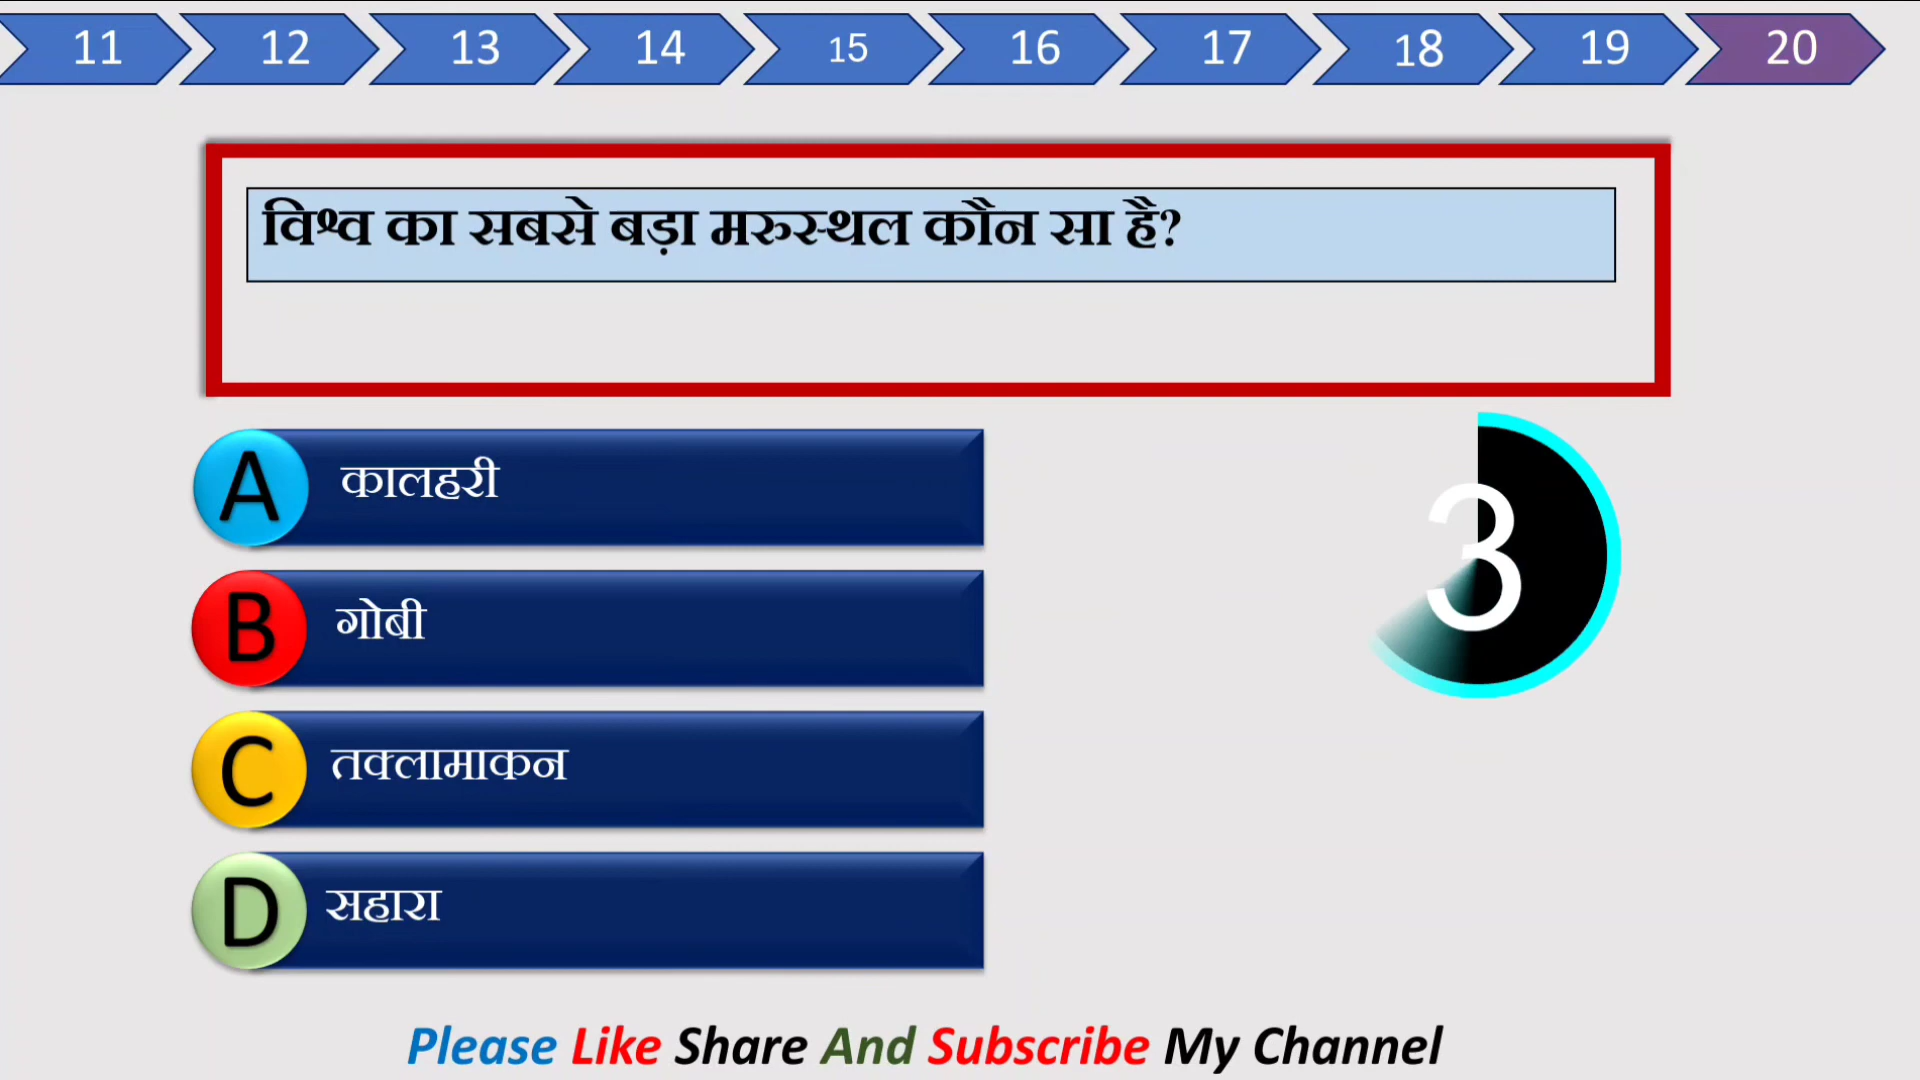 11 12 13 14 15 16 17 18 19 20
विश्व का सबसे बड़ा मरुस्थल कौन सा है?
A कालहरी
3
B गोबी
C तक्लामाकन
D सहारा
Please Like Share And Subscribe My Channel